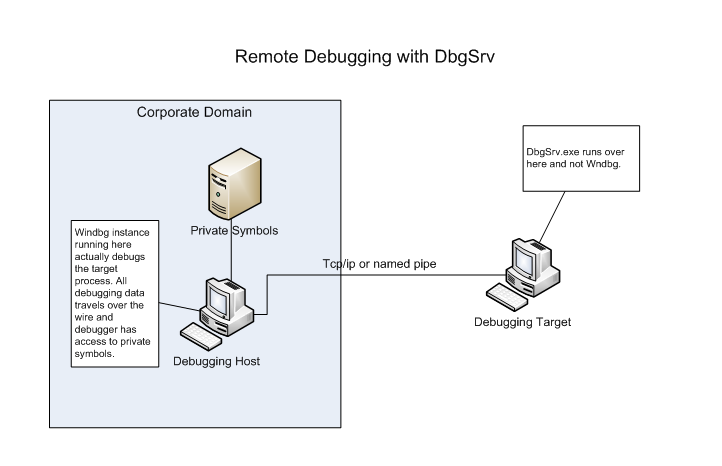 Remote Debugging with DbgSrv
Corporate Domain
DbgSrv.exe runs over
here and not Wndbg.
Private Symbols
Windbg instance
running here
actually debugs
the target
process. All
debugging data
travels over the
wire and
debugger has
access to private
symbols.
Tcp/ip or named pipe
Debugging Target
Debugging Host